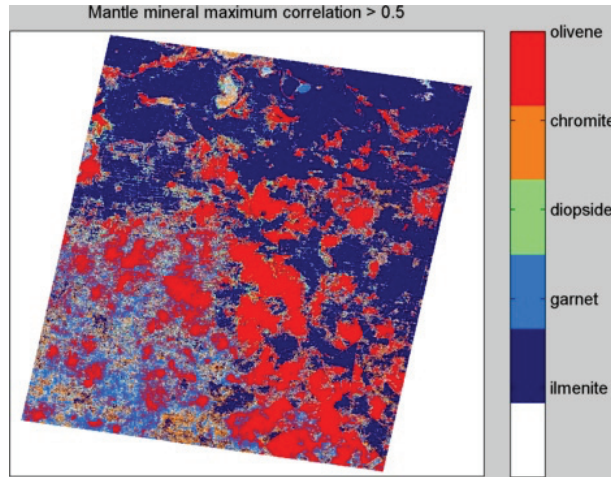 Mantle mineral maximum correlation > 0.5
olivene
chromite
diopside
garnet
ilmenite